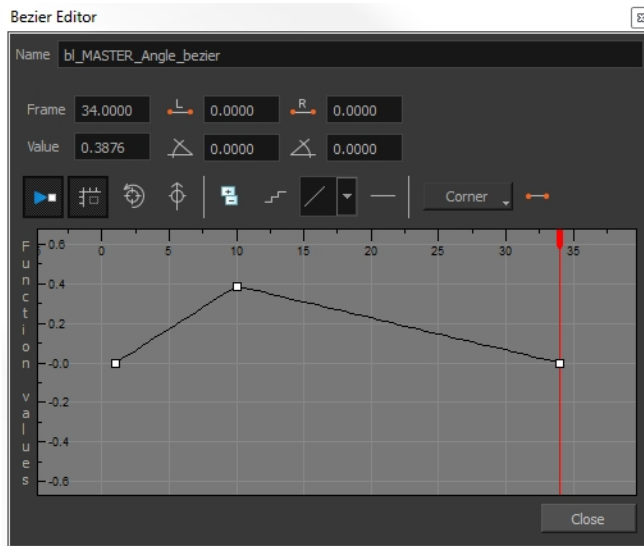 Bezier Editor
Name bl_MASTER_Angle_bezier
Frame 34.0000 L 0.0000 R 0.0000
Value 0.3876 0.0000 0.0000
Corner
Function values
0.6
0.4
0.2
-0.0
-0.2
-0.4
-0.6
0 5 10 15 20 25 30 35
Close